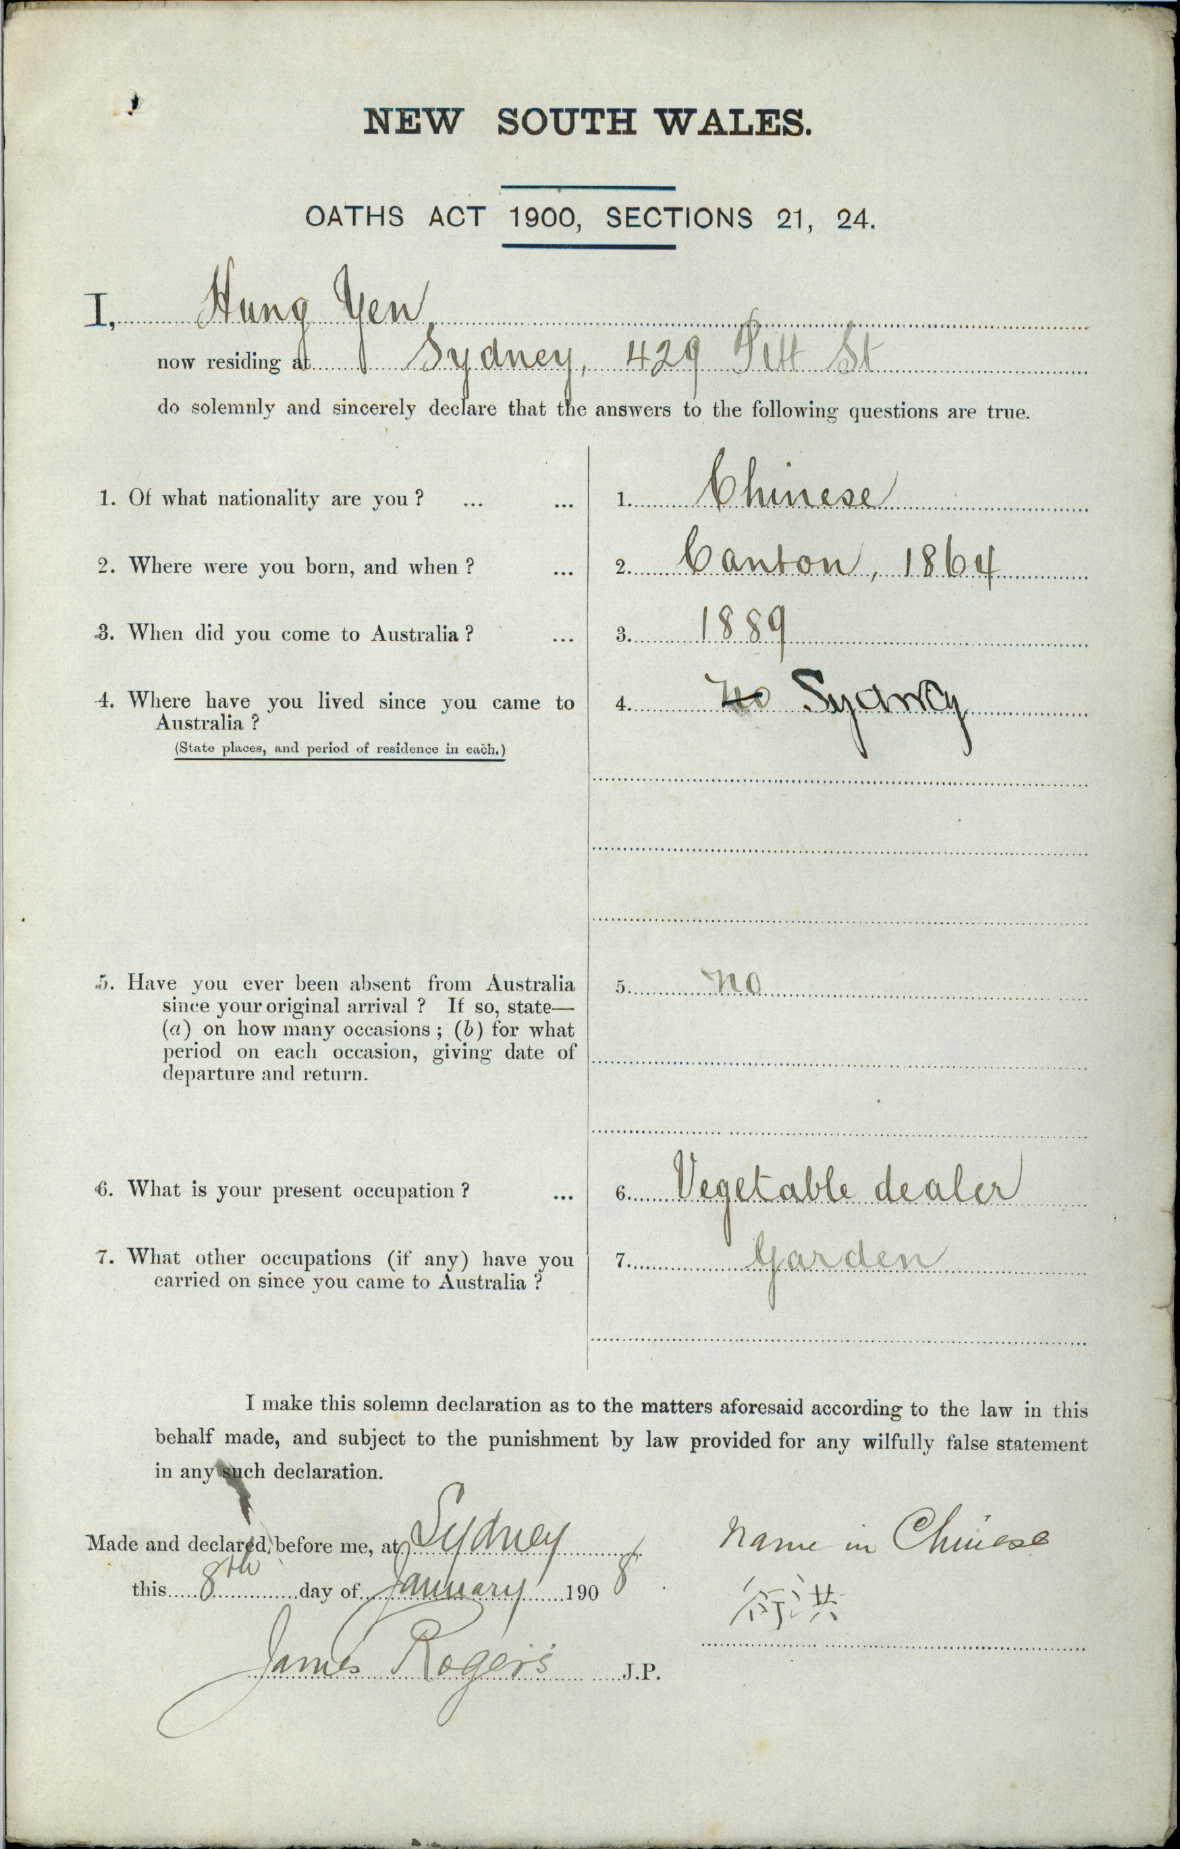 NEW SOUTH WALES.
OATHS ACT 1900, SECTIONS 21, 24.
I, Hung Yen
now residing at Sydney, 429 Pitt St
do solemnly and sincerely declare that the answers to the following questions are true.
1. Of what nationality are you? ... ... 1. Chinese
2. Where were you born, and when? ... 2. Canton, 1864
3. When did you come to Australia? ... 3. 1889
4. Where have you lived since you came to 4. no Sydney
Australia?
(State places, and period of residence in each.)
5. Have you ever been absent from Australia 5. no
since your original arrival? If so, state—
(a) on how many occasions; (b) for what
period on each occasion, giving date of
departure and return.
6. What is your present occupation? ... 6. Vegetable dealer
7. What other occupations (if any) have you 7. Garden
carried on since you came to Australia?
I make this solemn declaration as to the matters aforesaid according to the law in this
behalf made, and subject to the punishment by law provided for any wilfully false statement
in any such declaration.
Made and declared, before me, at Sydney
this 8th day of January 1908
James Rogers J.P.
Name in Chinese
洪